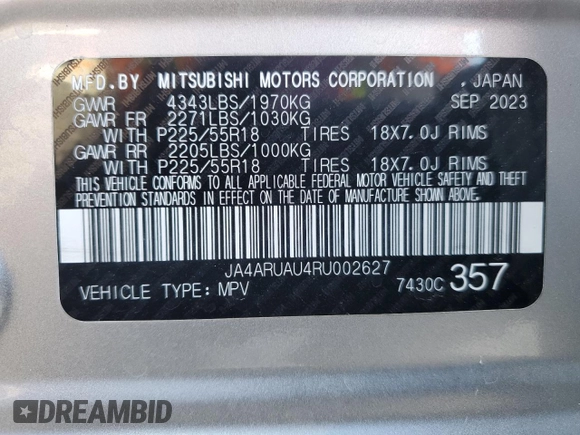 MFD.BY MITSUBISHI MOTORS CORPORATION , JAPAN
GVWR 4343LBS/1970KG SEP 2023
GAWR FR 2271LBS/1030KG
WITH P225/55R18 TIRES 18X7.0J RIMS
GAWR RR 2205LBS/1000KG
WITH P225/55R18 TIRES 18X7.0J RIMS
THIS VEHICLE CONFORMS TO ALL APPLICABLE FEDERAL MOTOR VEHICLE SAFETY AND THEFT
PREVENTION STANDARDS IN EFFECT ON THE DATE OF MANUFACTURE SHOWN ABOVE.
JA4ARUAU4RU002627
VEHICLE TYPE: MPV 7430C 357
DREAMBID